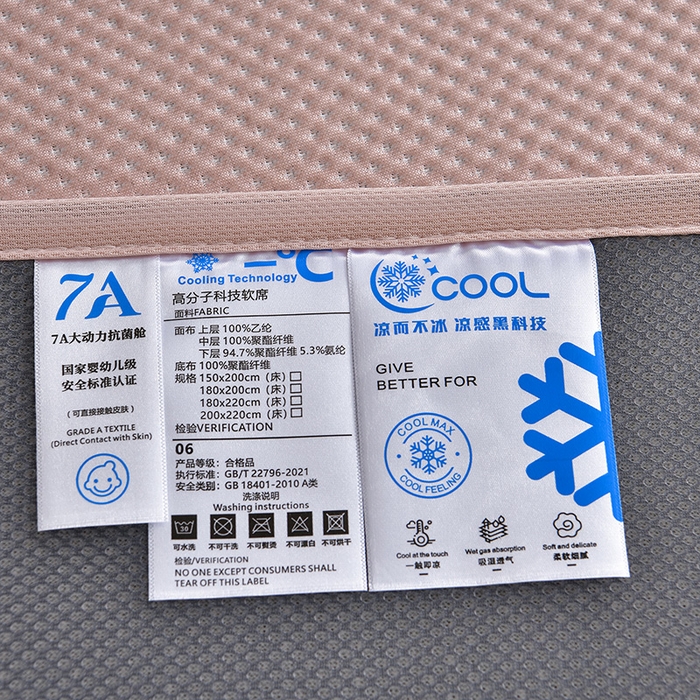 7A
7A大动力抗菌舱
国家婴幼儿级
安全标准认证
(可直接接触皮肤)
GRADE A TEXTILE
(Direct Contact with Skin)
-°C
Cooling Technology
高分子科技软席
面料FABRIC
面布 上层 100%乙纶
中层 100%聚酯纤维
下层 94.7%聚酯纤维 5.3%氨纶
底布 100%聚酯纤维
规格 150x200cm (床)
180x200cm (床)
180x220cm (床)
200x220cm (床)
检验VERIFICATION
06
产品等级：合格品
执行标准：GB/T 22796-2021
安全类别：GB 18401-2010 A类
洗涤说明
Washing instructions
30
可水洗 不可干洗 不可熨烫 不可漂白 不可烘干
检验/VERIFICATION
NO ONE EXCEPT CONSUMERS SHALL
TEAR OFF THIS LABEL
COOL
凉而不冰 凉感黑科技
GIVE
BETTER FOR
COOL MAX
COOL FEELING
Cool at the touch Wet gas absorption Soft and delicate
一触即凉 吸湿透气 柔软细腻